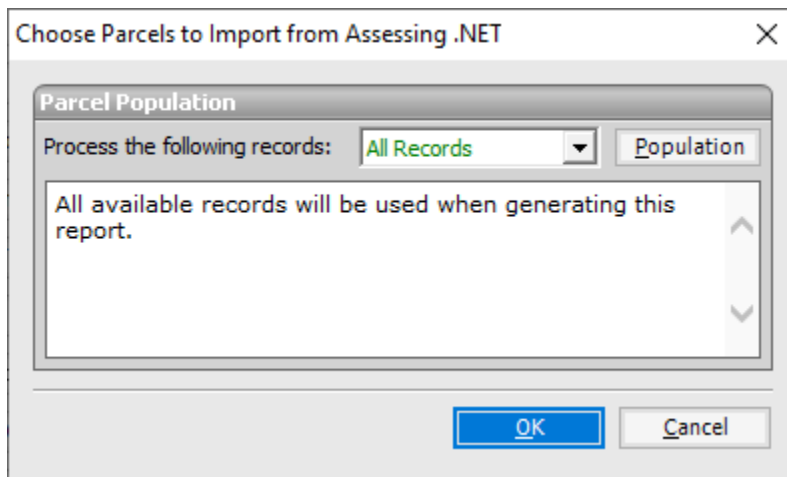 Choose Parcels to Import from Assessing .NET
Parcel Population
Process the following records: All Records Population
All available records will be used when generating this
report.
OK Cancel